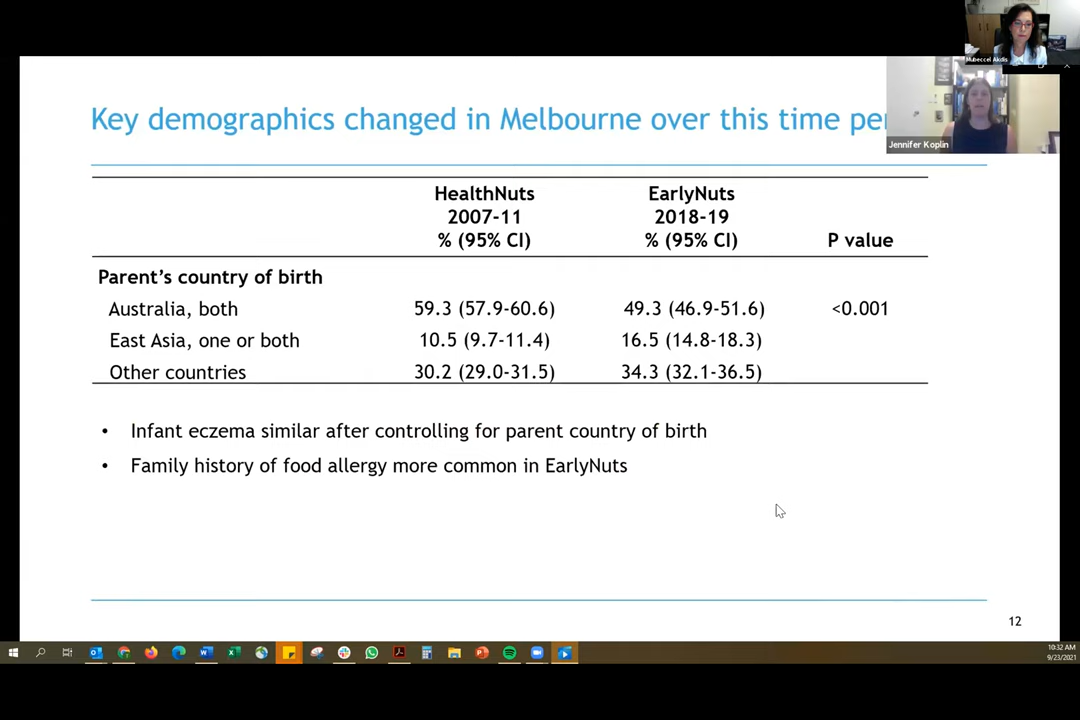 Mubeccel Akdis
Key demographics changed in Melbourne over this time pe
Jennifer Koplin
HealthNuts EarlyNuts
2007-11 2018-19
% (95% CI) % (95% CI) P value
Parent's country of birth
Australia, both 59.3 (57.9-60.6) 49.3 (46.9-51.6) <0.001
East Asia, one or both 10.5 (9.7-11.4) 16.5 (14.8-18.3)
Other countries 30.2 (29.0-31.5) 34.3 (32.1-36.5)
• Infant eczema similar after controlling for parent country of birth
• Family history of food allergy more common in EarlyNuts
12
10:32 AM
9/23/2021